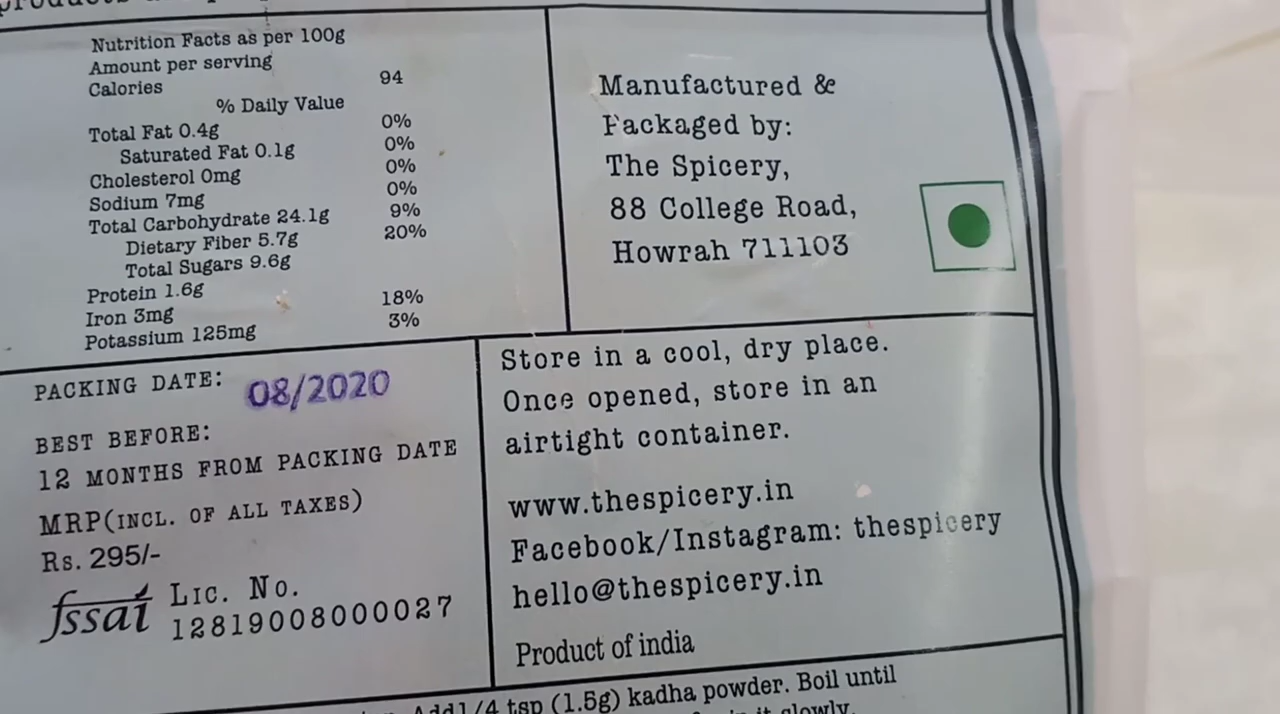 Nutrition Facts as per 100g
Amount per serving
Calories 94
% Daily Value
Total Fat 0.4g 0%
Saturated Fat 0.1g 0%
Cholesterol 0mg 0%
Sodium 7mg 0%
Total Carbohydrate 24.1g 9%
Dietary Fiber 5.7g 20%
Total Sugars 9.6g
Protein 1.6g
Iron 3mg 18%
Potassium 125mg 3%
Manufactured &
Packaged by:
The Spicery,
88 College Road,
Howrah 711103
PACKING DATE: 08/2020
BEST BEFORE:
12 MONTHS FROM PACKING DATE
MRP(INCL. OF ALL TAXES)
Rs. 295/-
fssai Lic. No.
12819008000027
Store in a cool, dry place.
Once opened, store in an
airtight container.
www.thespicery.in
Facebook/Instagram: thespicery
hello@thespicery.in
Product of india
Add1/4 tsp (1.5g) kadha powder. Boil until
it slowly.